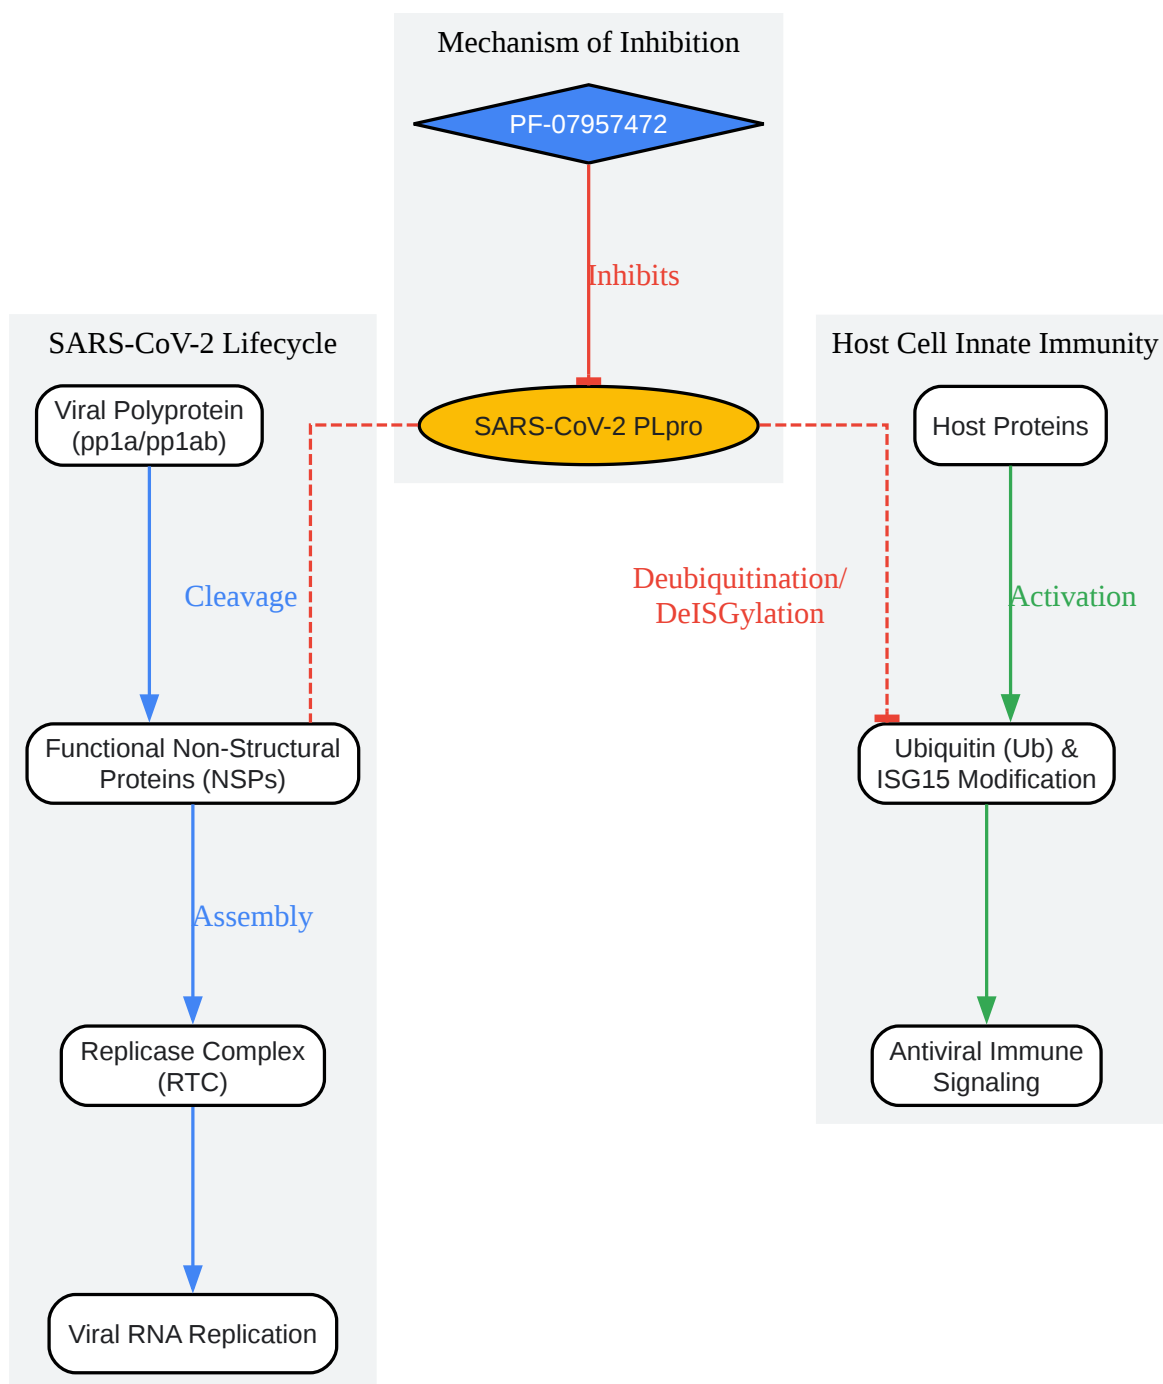 Mechanism of Inhibition
PF-07957472
Inhibits
SARS-CoV-2 PLpro
SARS-CoV-2 Lifecycle
Viral Polyprotein
(pp1a/pp1ab)
Cleavage
Functional Non-Structural
Proteins (NSPs)
Assembly
Replicase Complex
(RTC)
Viral RNA Replication
Deubiquitination/
DeISGylation
Host Cell Innate Immunity
Host Proteins
Activation
Ubiquitin (Ub) &
ISG15 Modification
Antiviral Immune
Signaling